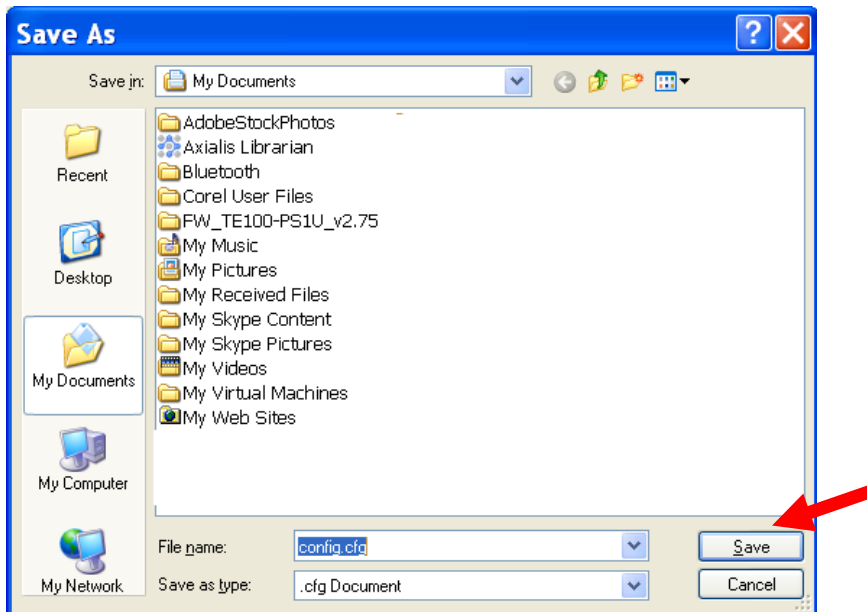 Save As
Save in: My Documents
Recent
Desktop
My Documents
My Computer
My Network
AdobeStockPhotos
Axialis Librarian
Bluetooth
Corel User Files
FW_TE100-PS1U_v2.75
My Music
My Pictures
My Received Files
My Skype Content
My Skype Pictures
My Videos
My Virtual Machines
My Web Sites
File name: config.cfg Save
Save as type: .cfg Document Cancel